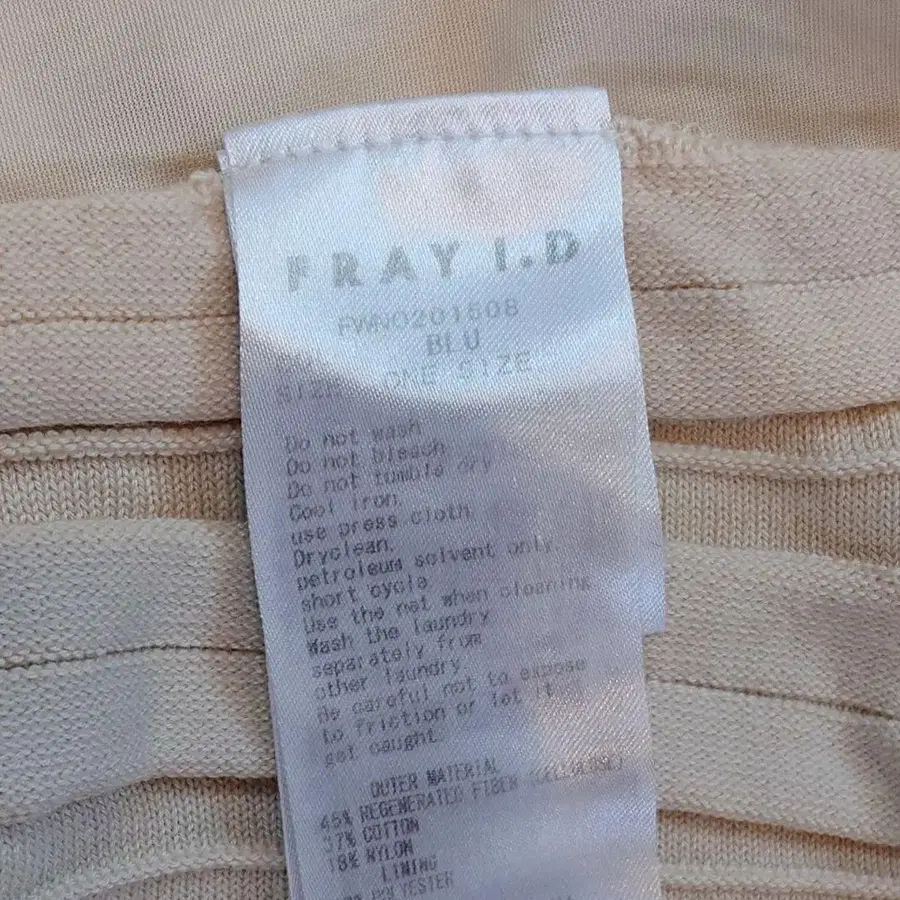 FRAY I.D
FWNO201508
BLU
SIZE ONE SIZE
Do not wash
Do not bleach
Do not tumble dry
Cool iron.
use press cloth
Dryclean.
petroleum solvent only.
short cycle
Use the net when cleaning
Wash the laundry
separately from
other laundry.
Be careful not to expose
to friction or let it
get caught.
OUTER MATERIAL
45% REGENERATED FIBER (CELLULOSE)
37% COTTON
18% NYLON
LINING
POLYESTER